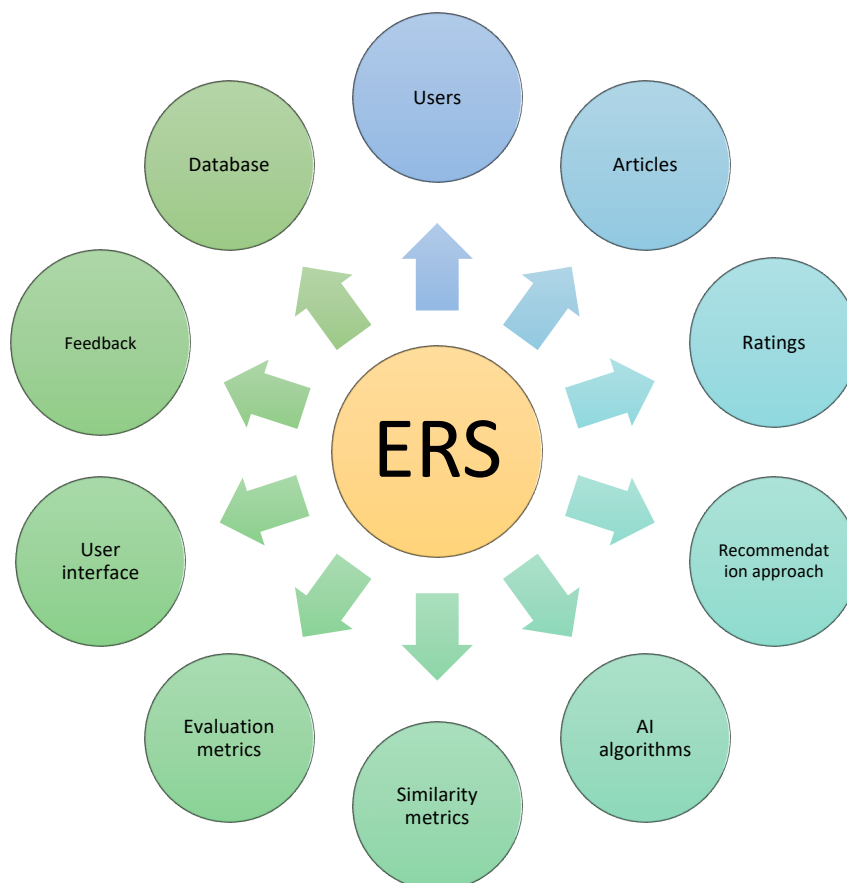 Users
Articles
Ratings
Recommendat
ion approach
AI
algorithms
Similarity
metrics
Evaluation
metrics
User
interface
Feedback
Database
ERS